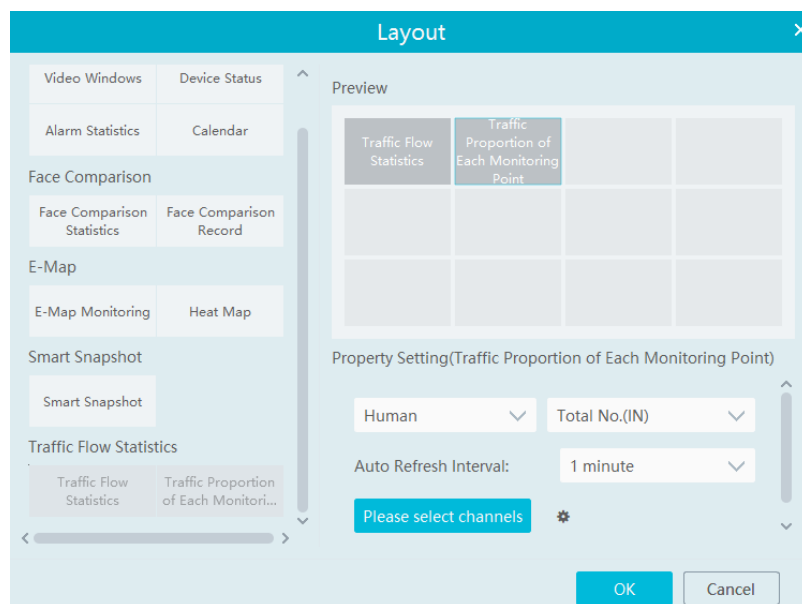 Layout
Video Windows
Device Status
Alarm Statistics
Calendar
Face Comparison
Face Comparison
Statistics
Face Comparison
Record
E-Map
E-Map Monitoring
Heat Map
Smart Snapshot
Smart Snapshot
Traffic Flow Statistics
Traffic Flow
Statistics
Traffic Proportion
of Each Monitori...
Preview
Traffic Flow
Statistics
Traffic
Proportion of
Each Monitoring
Point
Property Setting(Traffic Proportion of Each Monitoring Point)
Human
Total No.(IN)
Auto Refresh Interval:
1 minute
Please select channels
OK
Cancel